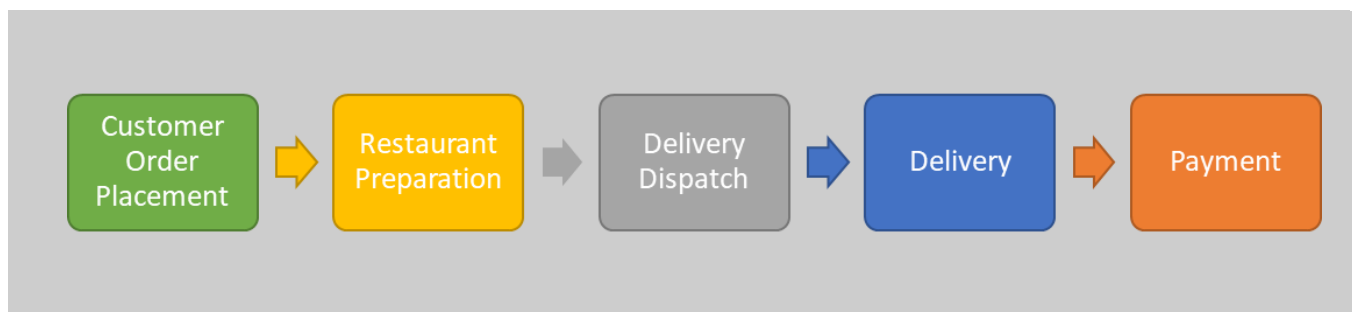 Customer
Order
Placement
Restaurant
Preparation
Delivery
Dispatch
Delivery
Payment